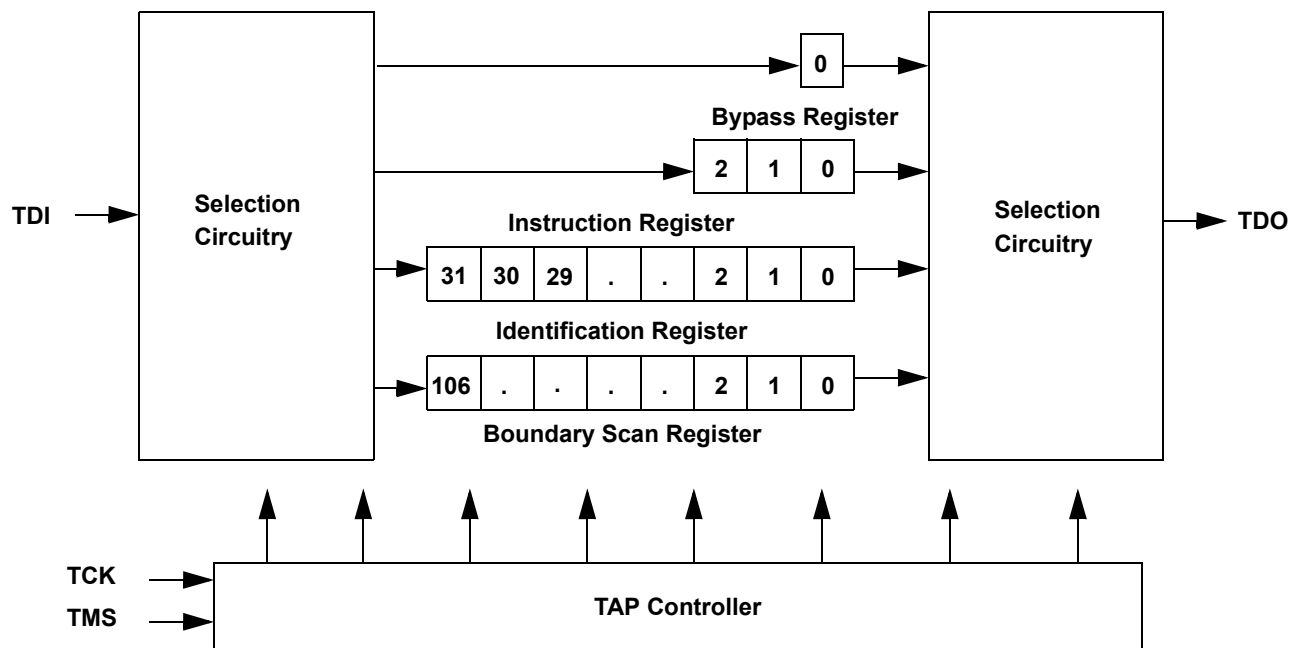 0
Bypass Register
2 1 0
Selection
Circuitry
Selection
Circuitry
TDI
TDO
Instruction Register
31 30 29 . . 2 1 0
Identification Register
106 . . . . 2 1 0
Boundary Scan Register
TCK
TMS
TAP Controller